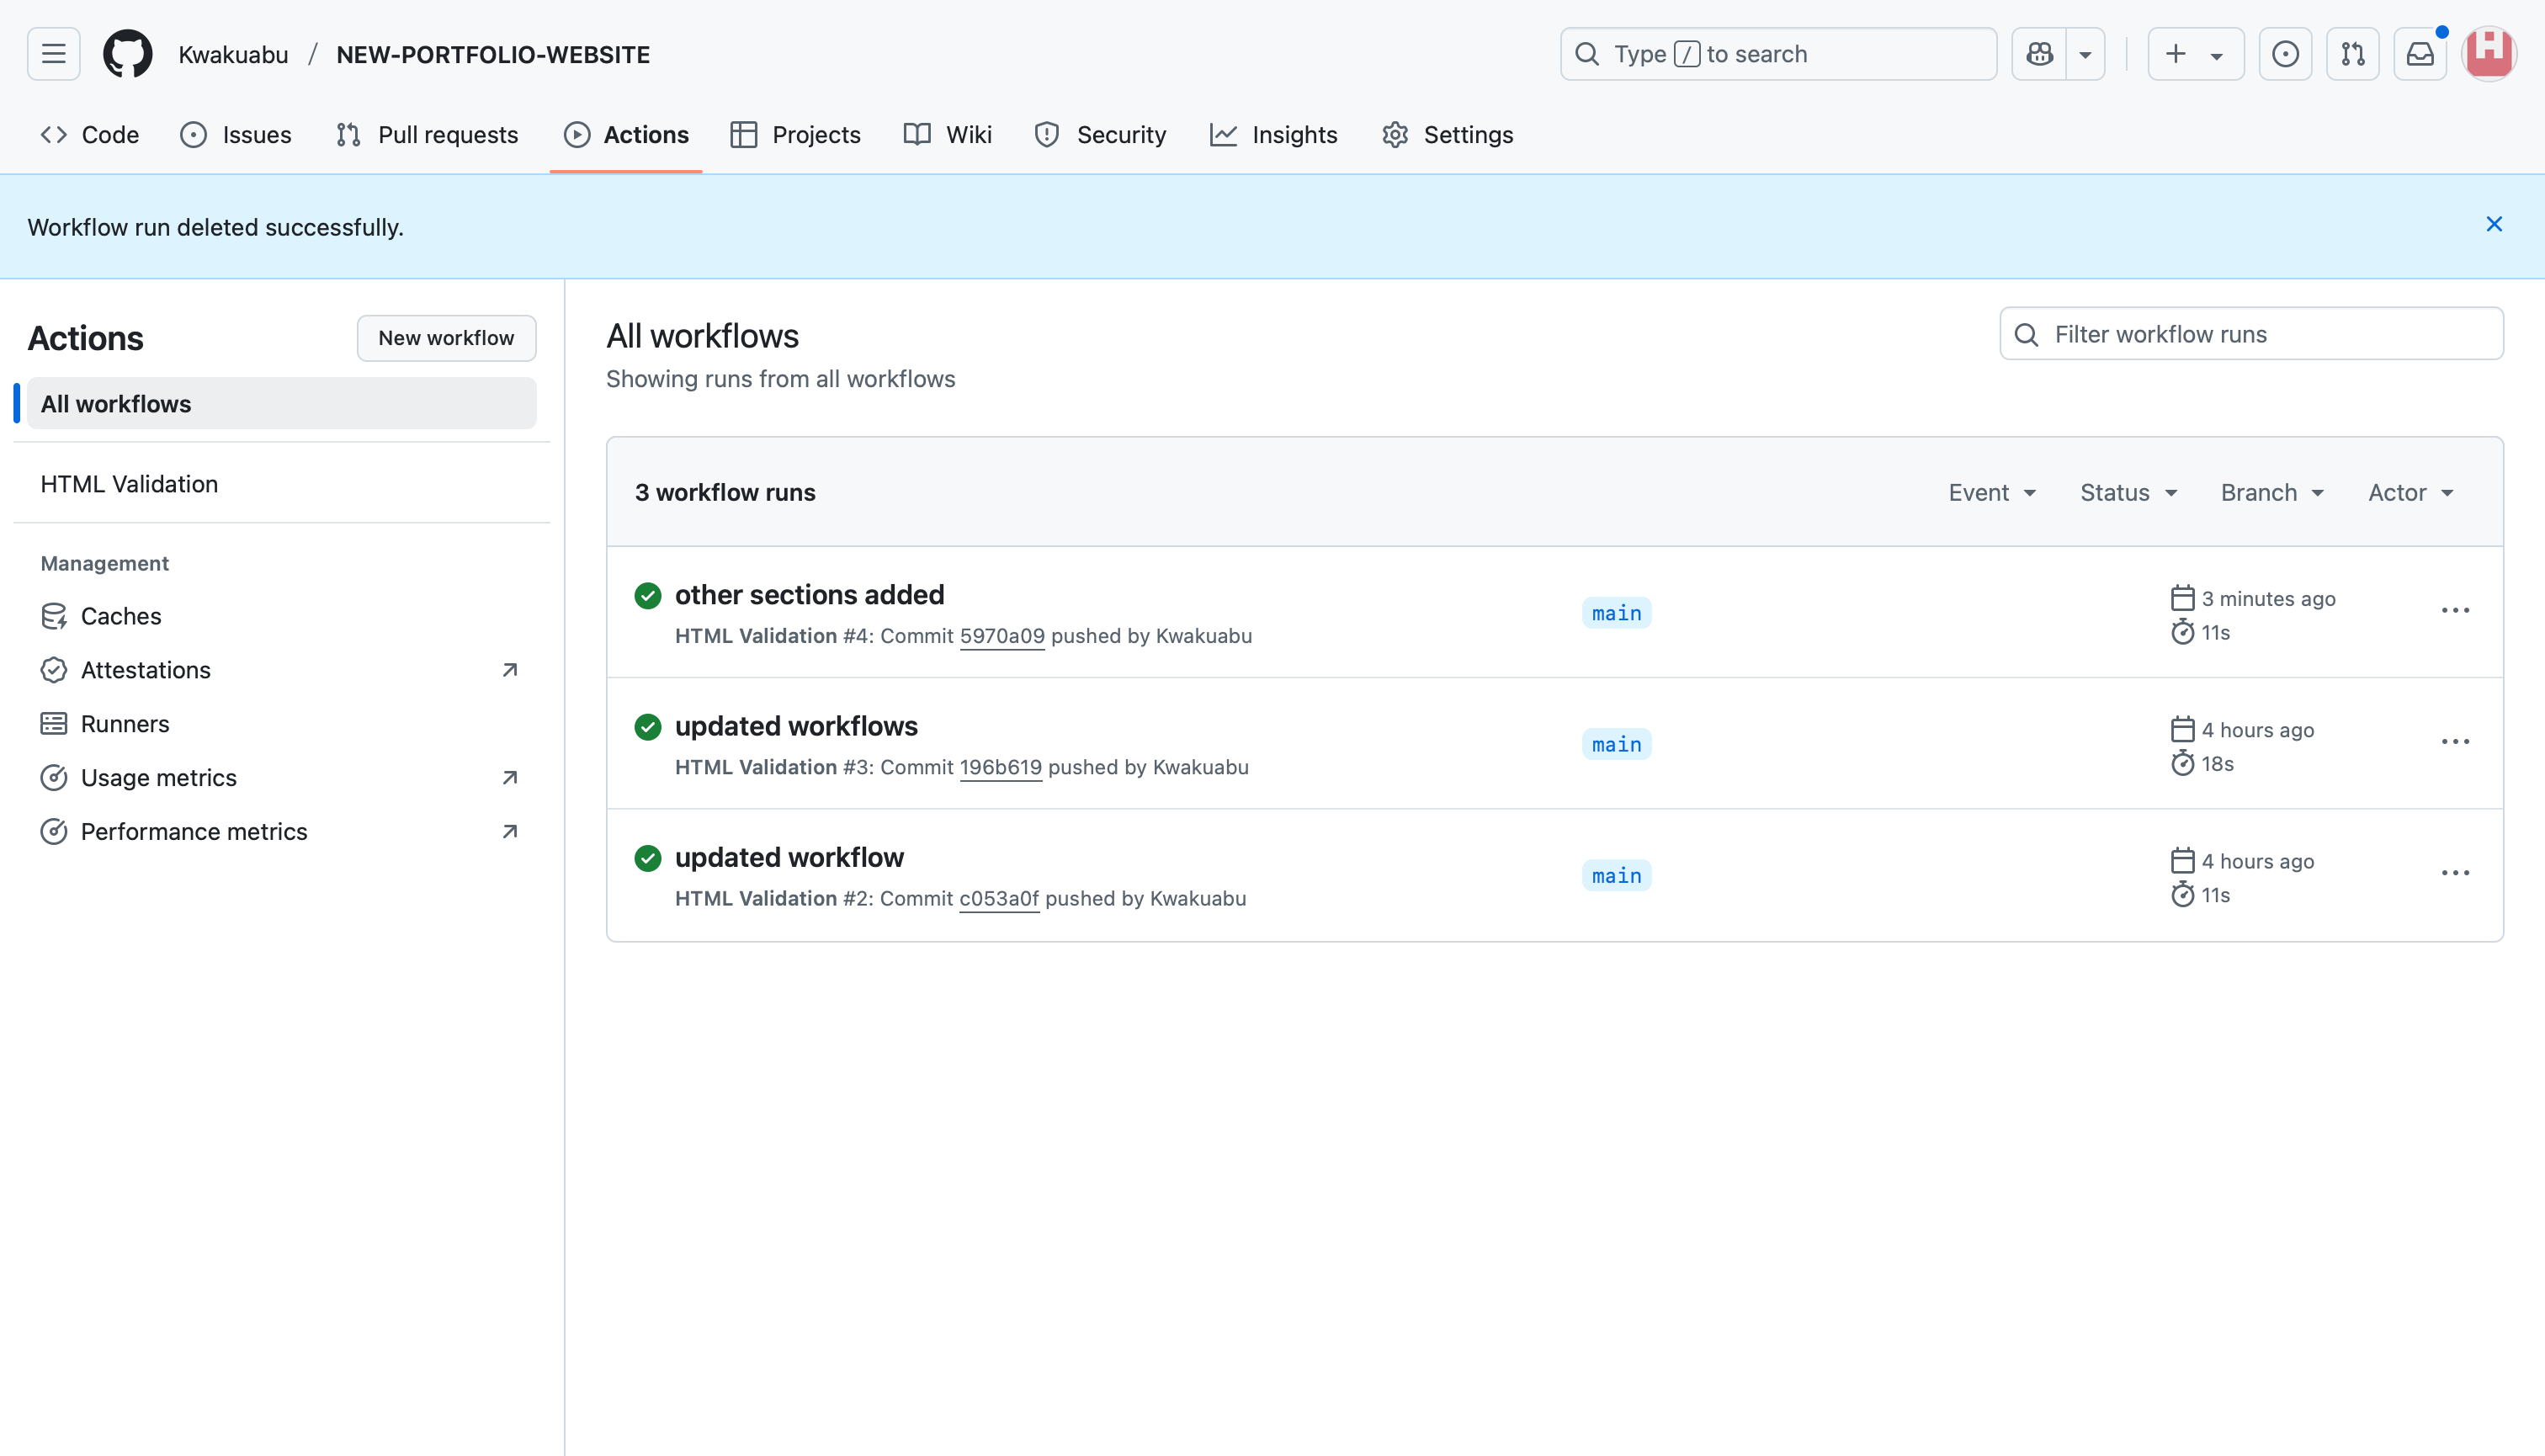 Kwakuabu / NEW-PORTFOLIO-WEBSITE
Type / to search
Code
Issues
Pull requests
Actions
Projects
Wiki
Security
Insights
Settings
Workflow run deleted successfully.
Actions
New workflow
All workflows
HTML Validation
Management
Caches
Attestations
Runners
Usage metrics
Performance metrics
All workflows
Showing runs from all workflows
Filter workflow runs
3 workflow runs
Event
Status
Branch
Actor
other sections added
HTML Validation #4: Commit 5970a09 pushed by Kwakuabu
main
3 minutes ago
11s
updated workflows
HTML Validation #3: Commit 196b619 pushed by Kwakuabu
main
4 hours ago
18s
updated workflow
HTML Validation #2: Commit c053a0f pushed by Kwakuabu
main
4 hours ago
11s